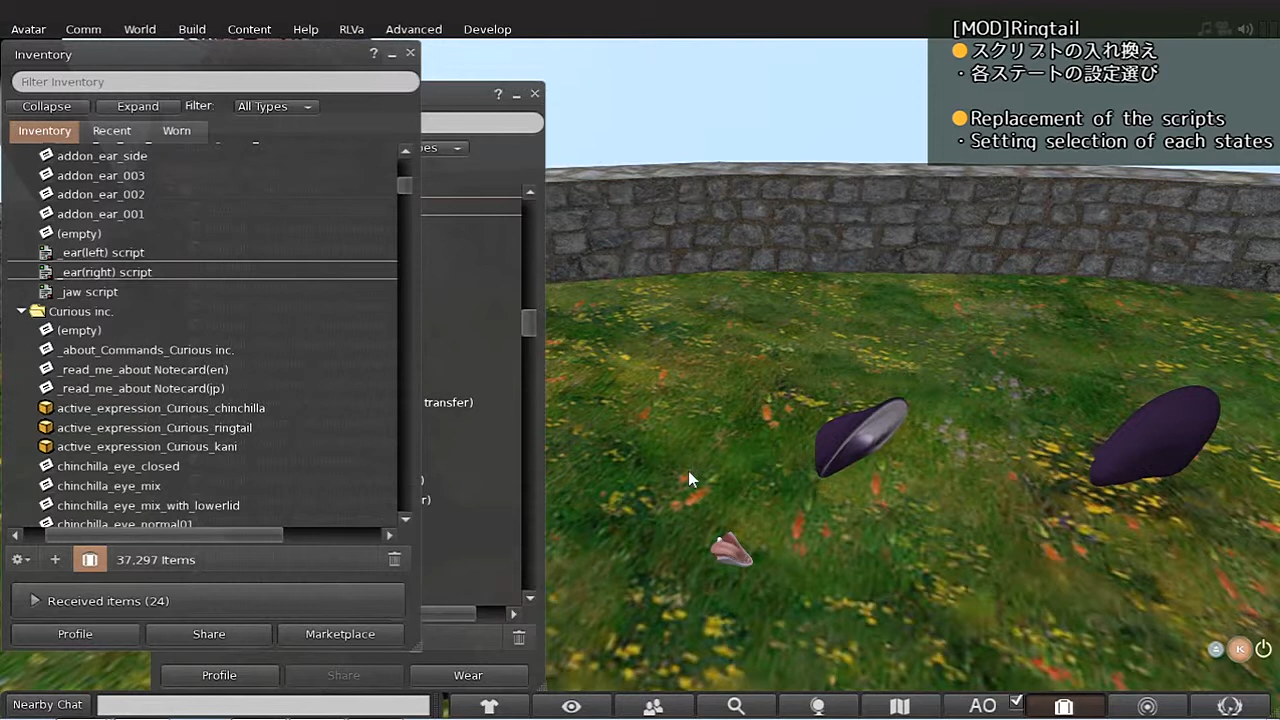 Avatar Comm World Build Content Help RLVa Advanced Develop
[MOD]Ringtail
スクリプトの入れ換え
・各ステートの設定選び
Replacement of the scripts
・Setting selection of each states
Inventory
Filter Inventory
Collapse Expand Filter: All Types
Inventory Recent Worn
addon_ear_side
addon_ear_003
addon_ear_002
addon_ear_001
(empty)
_ear(left) script
_ear(right) script
_jaw script
Curious inc.
(empty)
_about_Commands_Curious inc.
_read_me_about Notecard(en)
_read_me_about Notecard(jp)
active_expression_Curious_chinchilla
active_expression_Curious_ringtail
active_expression_Curious_kani
chinchilla_eye_closed
chinchilla_eye_mix
chinchilla_eye_mix_with_lowerlid
chinchilla_eye_normal01
37,297 Items
Received items (24)
Profile Share Marketplace
transfer)
Profile Share Wear
Nearby Chat
AO